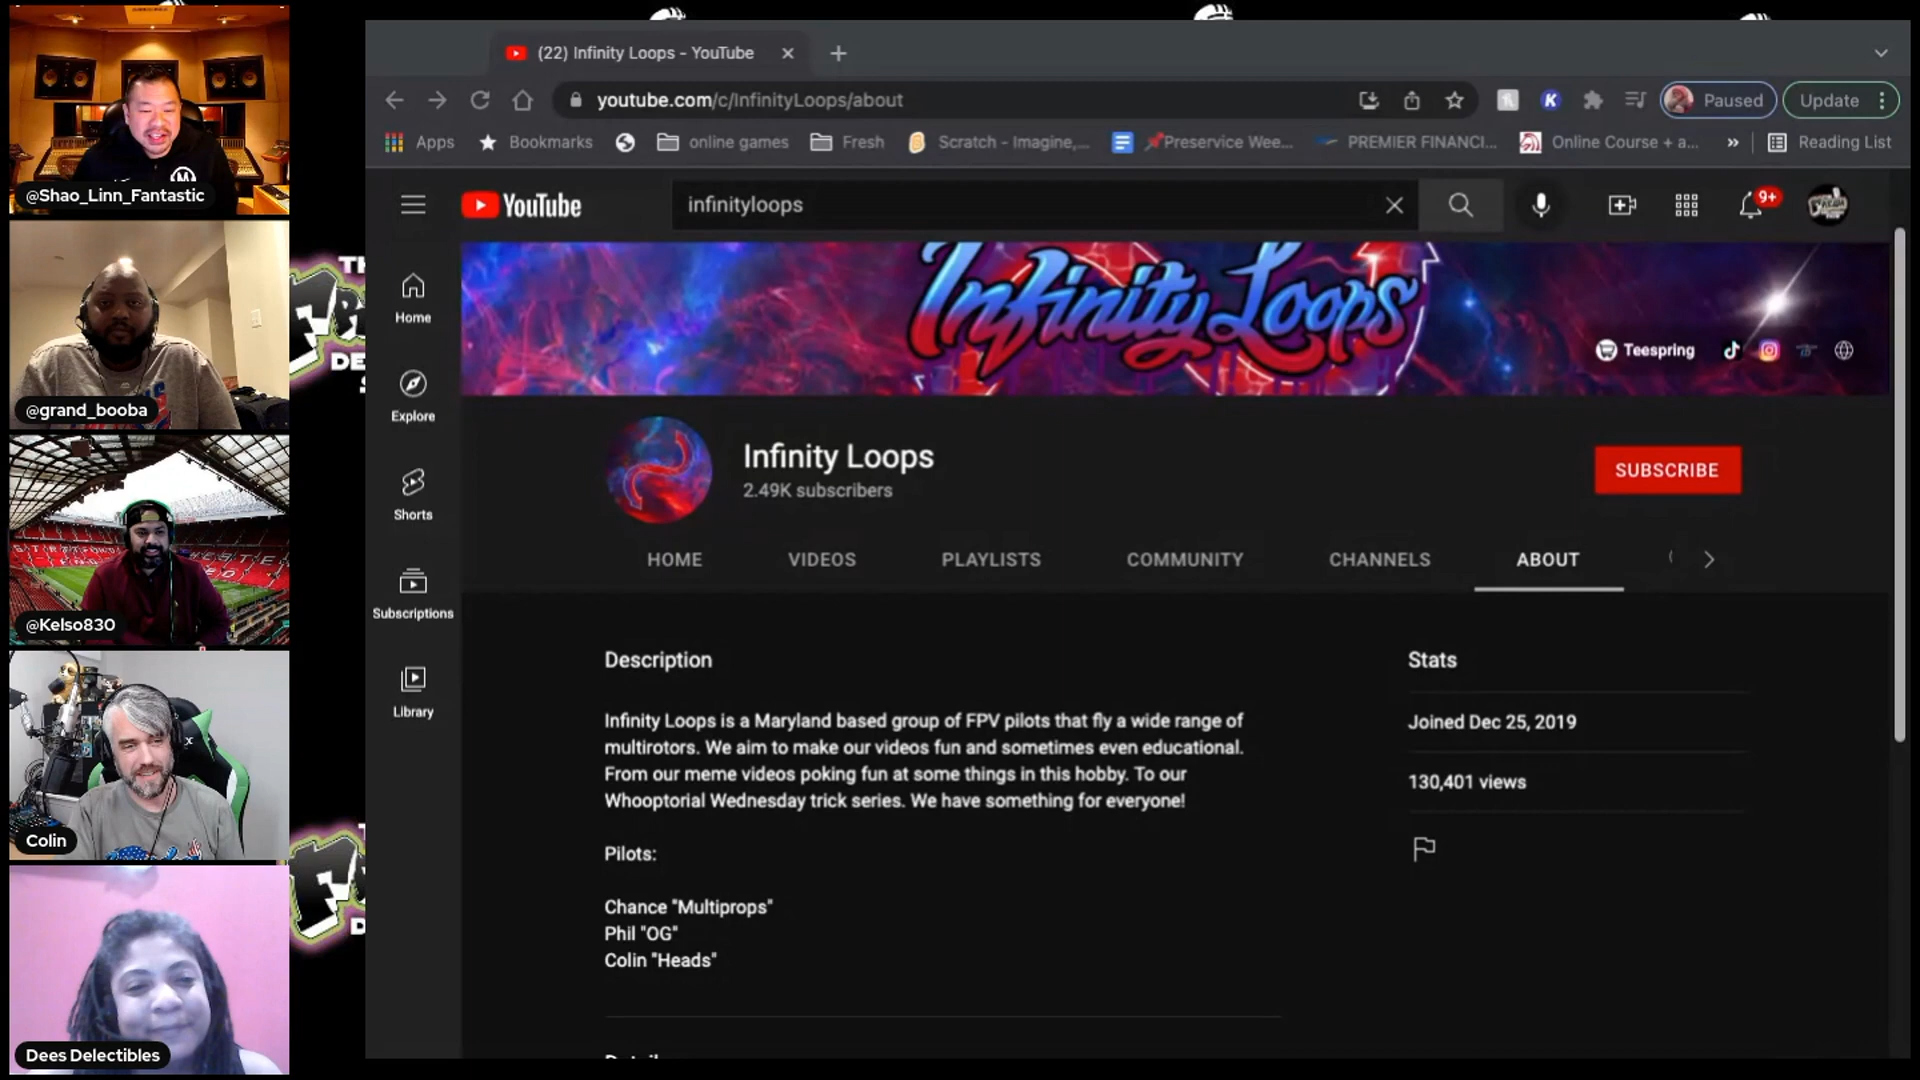 @Shao_Linn_Fantastic
@grand_booba
@Kelso830
Colin
Dees Delectibles
(22) Infinity Loops - YouTube
youtube.com/c/InfinityLoops/about
Paused
Update
Apps
Bookmarks
online games
Fresh
Scratch - Imagine,...
Preservice Wee...
PREMIER FINANCI...
Online Course + a...
»
Reading List
YouTube
infinityloops
9+
Home
Explore
Shorts
Subscriptions
Library
Infinity Loops
Teespring
Infinity Loops
2.49K subscribers
SUBSCRIBE
HOME
VIDEOS
PLAYLISTS
COMMUNITY
CHANNELS
ABOUT
Description
Infinity Loops is a Maryland based group of FPV pilots that fly a wide range of
multirotors. We aim to make our videos fun and sometimes even educational.
From our meme videos poking fun at some things in this hobby. To our
Whooptorial Wednesday trick series. We have something for everyone!
Pilots:
Chance "Multiprops"
Phil "OG"
Colin "Heads"
Stats
Joined Dec 25, 2019
130,401 views